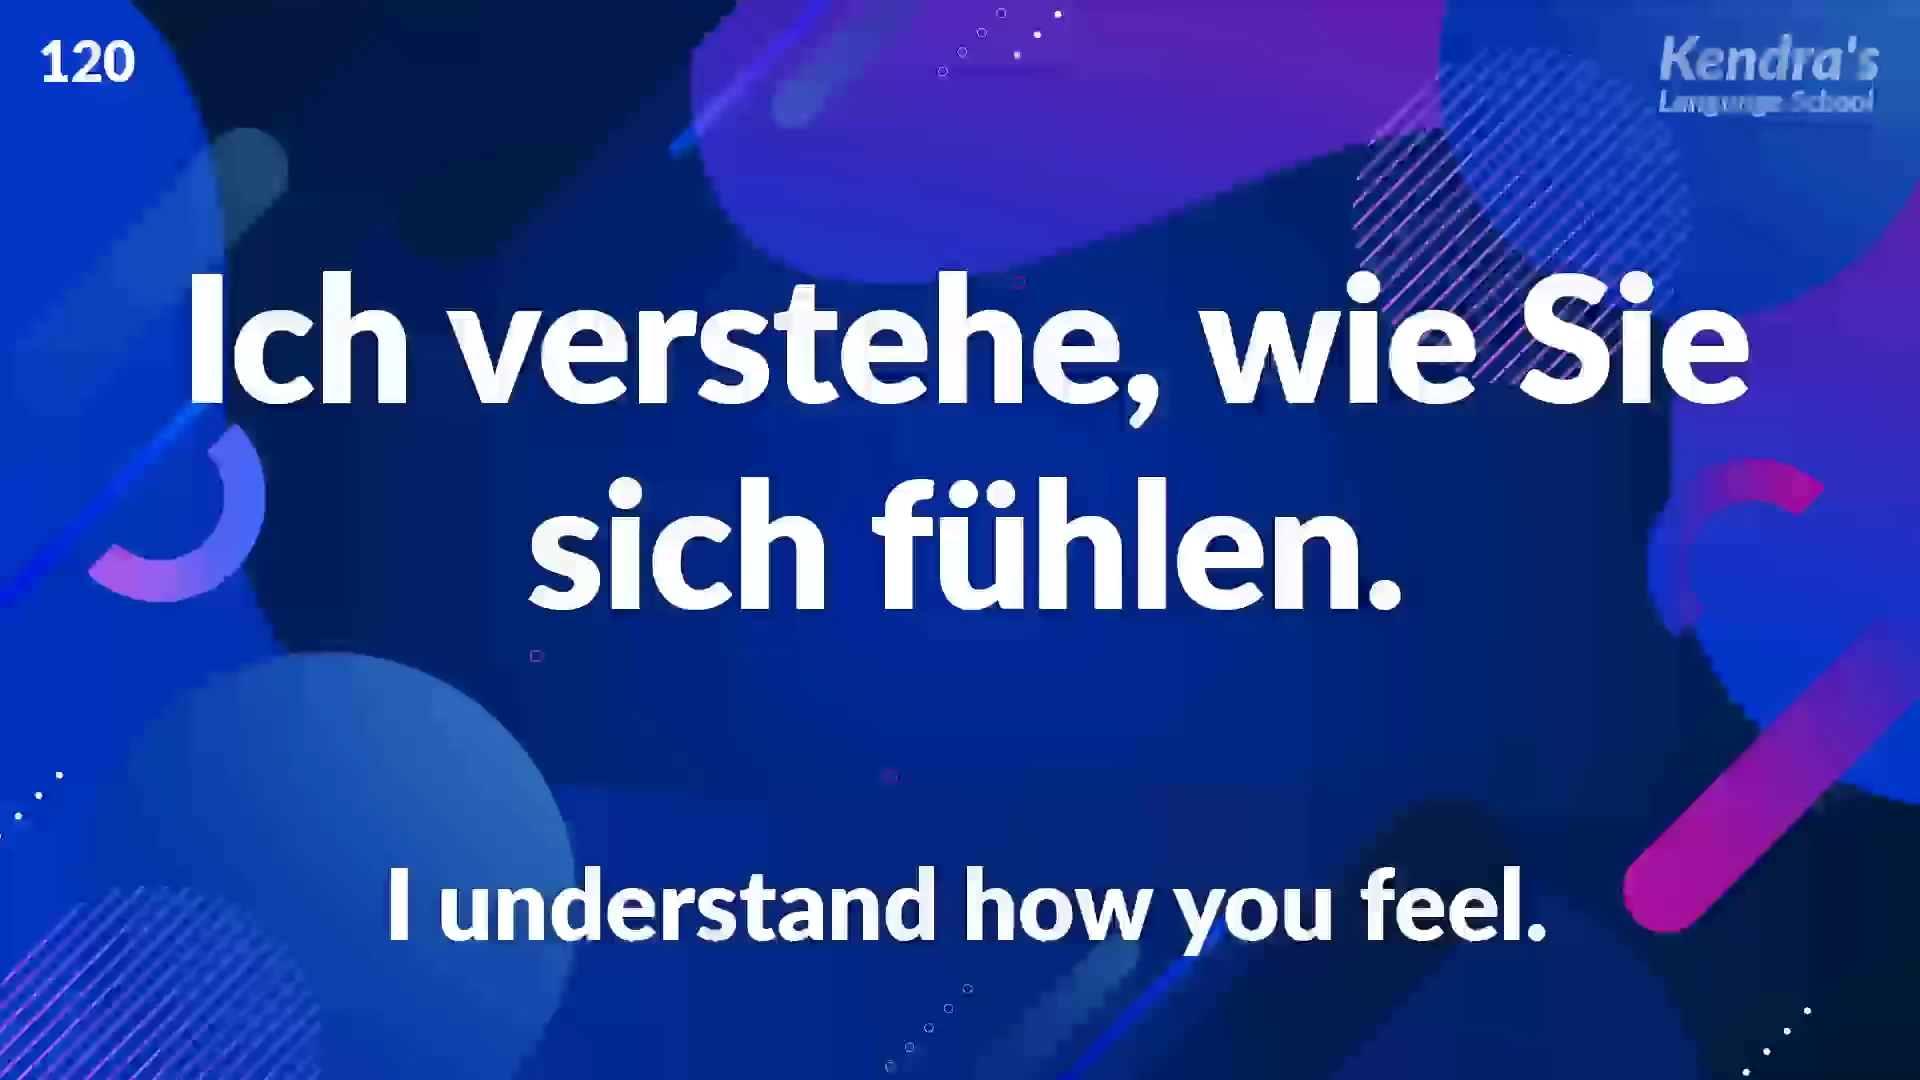 120
Kendra's
Language School
Ich verstehe, wie Sie
sich fühlen.
I understand how you feel.